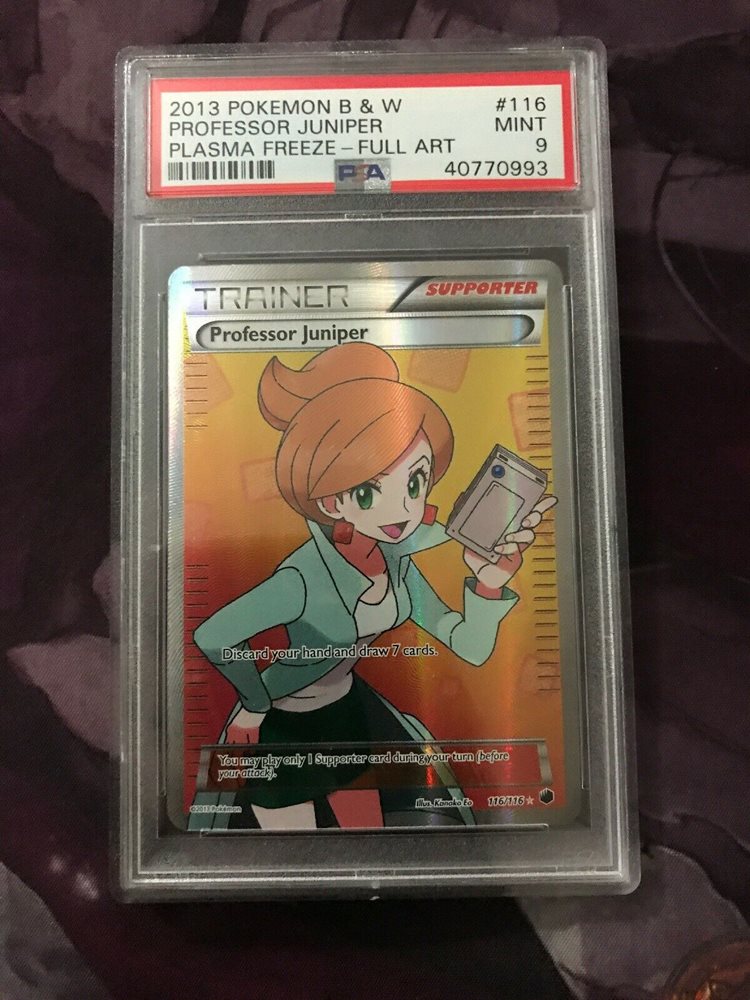 2013 POKEMON B & W #116
PROFESSOR JUNIPER MINT
PLASMA FREEZE - FULL ART 9
PSA 40770993
TRAINER SUPPORTER
Professor Juniper
Discard your hand and draw 7 cards.
You may play only 1 Supporter card during your turn (before
your attack).
©2013 Pokémon Illus. Kanako Eo 116/116 ★